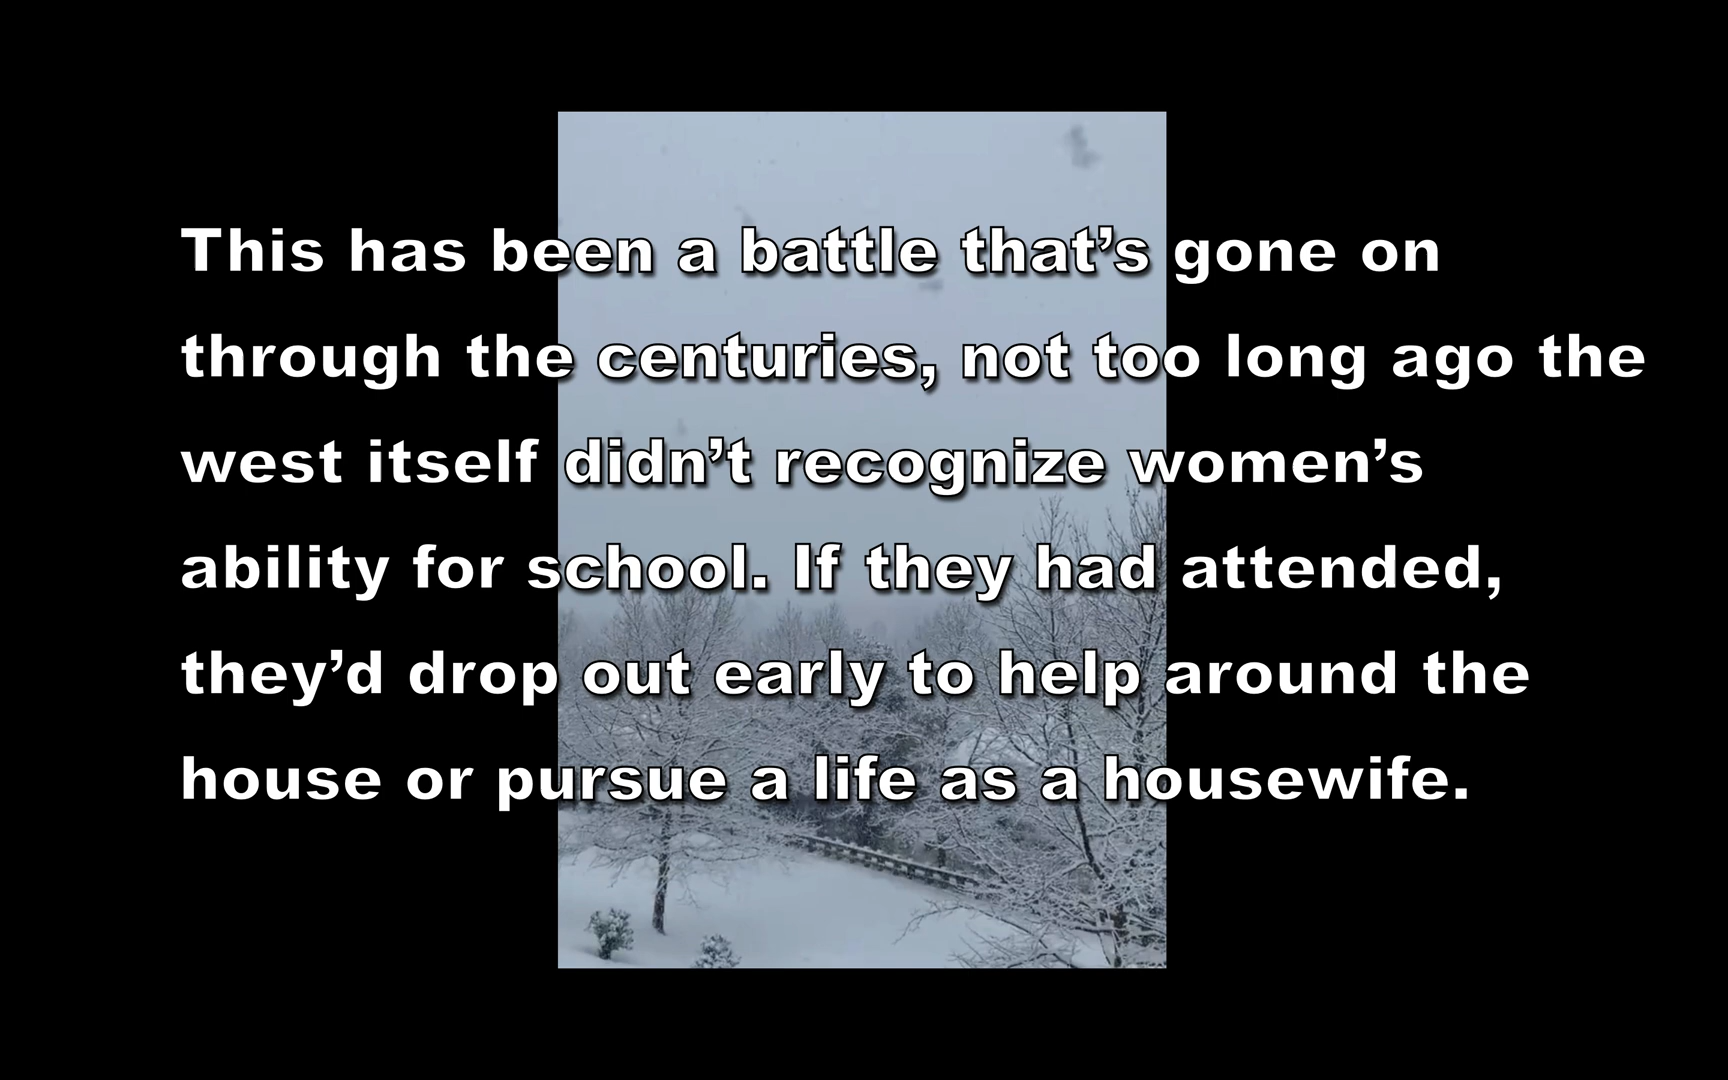 This has been a battle that’s gone on
through the centuries, not too long ago the
west itself didn’t recognize women’s
ability for school. If they had attended,
they’d drop out early to help around the
house or pursue a life as a housewife.